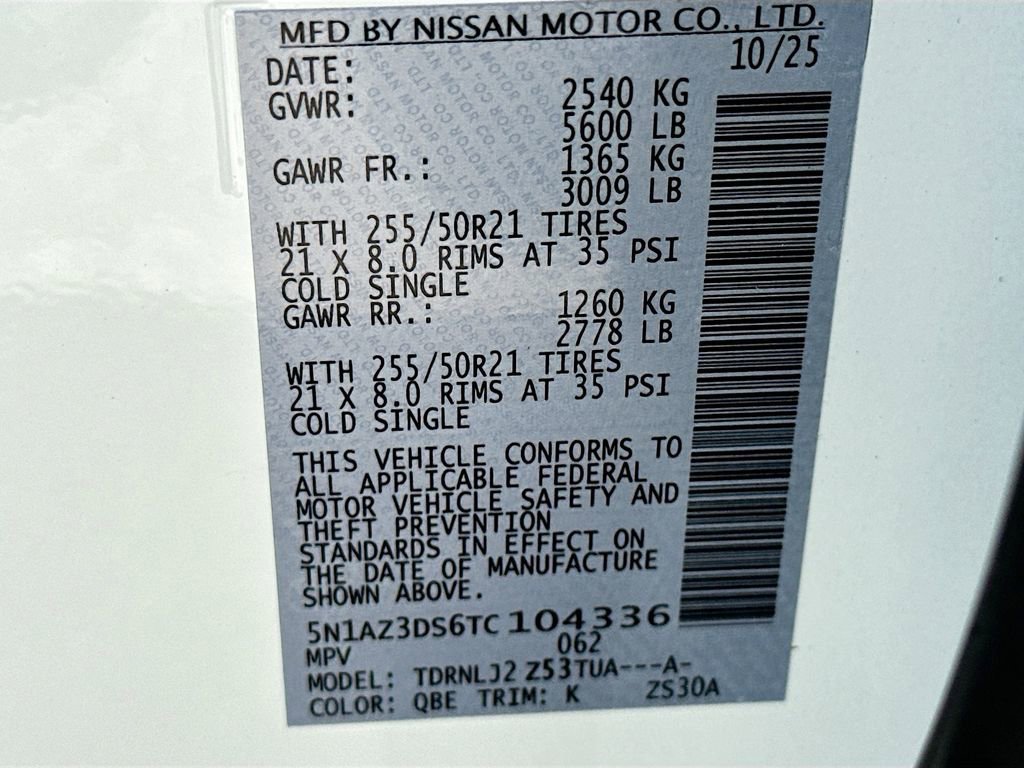 MFD BY NISSAN MOTOR CO., LTD.
DATE: 10/25
GVWR: 2540 KG
5600 LB
GAWR FR.: 1365 KG
3009 LB
WITH 255/50R21 TIRES
21 X 8.0 RIMS AT 35 PSI
COLD SINGLE
GAWR RR.: 1260 KG
2778 LB
WITH 255/50R21 TIRES
21 X 8.0 RIMS AT 35 PSI
COLD SINGLE
THIS VEHICLE CONFORMS TO
ALL APPLICABLE FEDERAL
MOTOR VEHICLE SAFETY AND
THEFT PREVENTION
STANDARDS IN EFFECT ON
THE DATE OF MANUFACTURE
SHOWN ABOVE.
5N1AZ3DS6TC104336
MPV 062
MODEL: TDRNLJ2 Z53TUA---A-
COLOR: QBE TRIM: K ZS30A